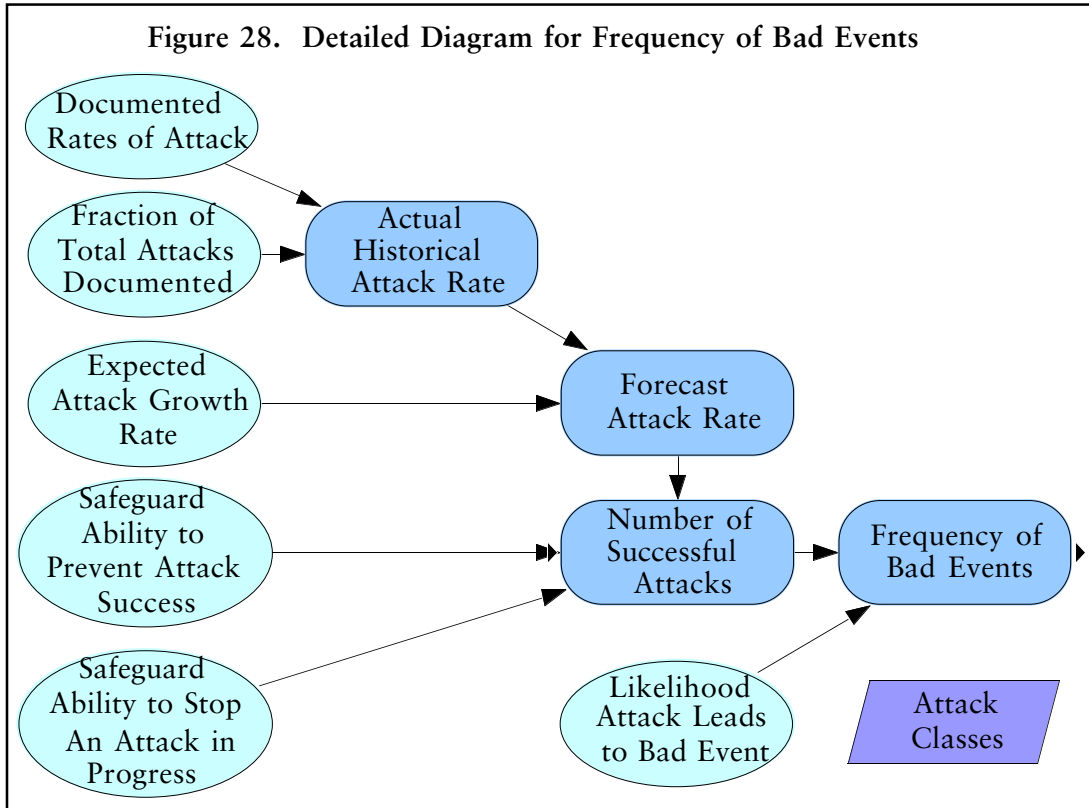 Figure 28. Detailed Diagram for Frequency of Bad Events
Documented
Rates of Attack
Fraction of
Total Attacks
Documented
Actual
Historical
Attack Rate
Expected
Attack Growth
Rate
Forecast
Attack Rate
Safeguard
Ability to
Prevent Attack
Success
Number of
Successful
Attacks
Frequency of
Bad Events
Safeguard
Ability to Stop
An Attack in
Progress
Likelihood
Attack Leads
to Bad Event
Attack
Classes